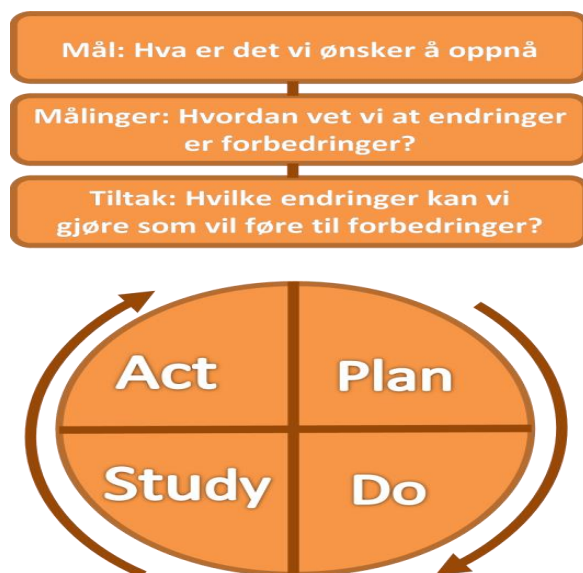 Mål: Hva er det vi ønsker å oppnå
Målinger: Hvordan vet vi at endringer
er forbedringer?
Tiltak: Hvilke endringer kan vi
gjøre som vil føre til forbedringer?
Act
Plan
Study
Do